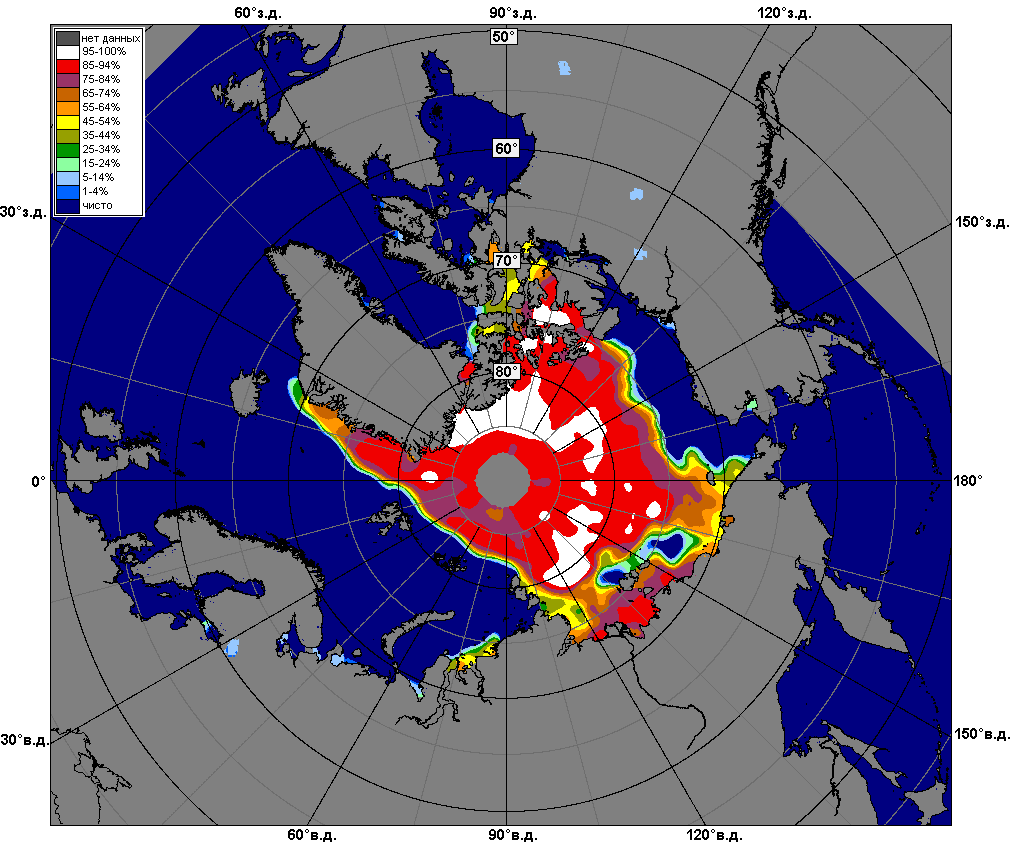 60°з.д.
90°з.д.
120°з.д.
нет данных
95-100%
85-94%
75-84%
65-74%
55-64%
45-54%
35-44%
25-34%
15-24%
5-14%
1-4%
чисто
50°
60°
30°з.д.
150°з.д.
70°
80°
0°
180°
30°в.д.
150°в.д.
60°в.д.
90°в.д.
120°в.д.